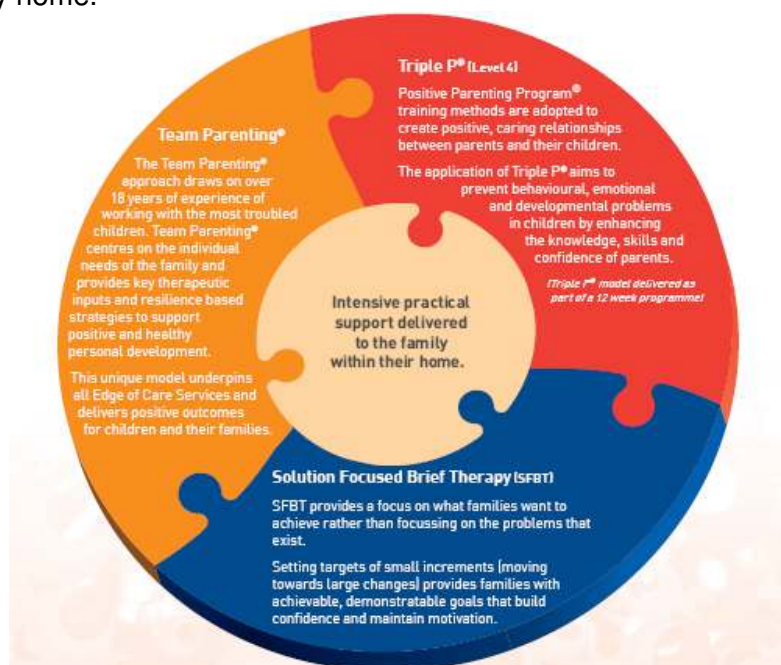 y home.
Triple P® (Level 4)
Positive Parenting Program®
training methods are adopted to
create positive, caring relationships
between parents and their children.
The application of Triple P® aims to
prevent behavioural, emotional
and developmental problems
in children by enhancing
the knowledge, skills and
confidence of parents.
(Triple P® model delivered as
part of a 12 week programme)
Team Parenting®
The Team Parenting®
approach draws on over
18 years of experience of
working with the most troubled
children. Team Parenting®
centres on the individual
needs of the family and
provides key therapeutic
inputs and resilience based
strategies to support
positive and healthy
personal development.
This unique model underpins
all Edge of Care Services and
delivers positive outcomes
for children and their families.
Intensive practical
support delivered
to the family
within their home.
Solution Focused Brief Therapy (SFBT)
SFBT provides a focus on what families want to
achieve rather than focussing on the problems that
exist.
Setting targets of small increments (moving
towards large changes) provides families with
achievable, demonstratable goals that build
confidence and maintain motivation.